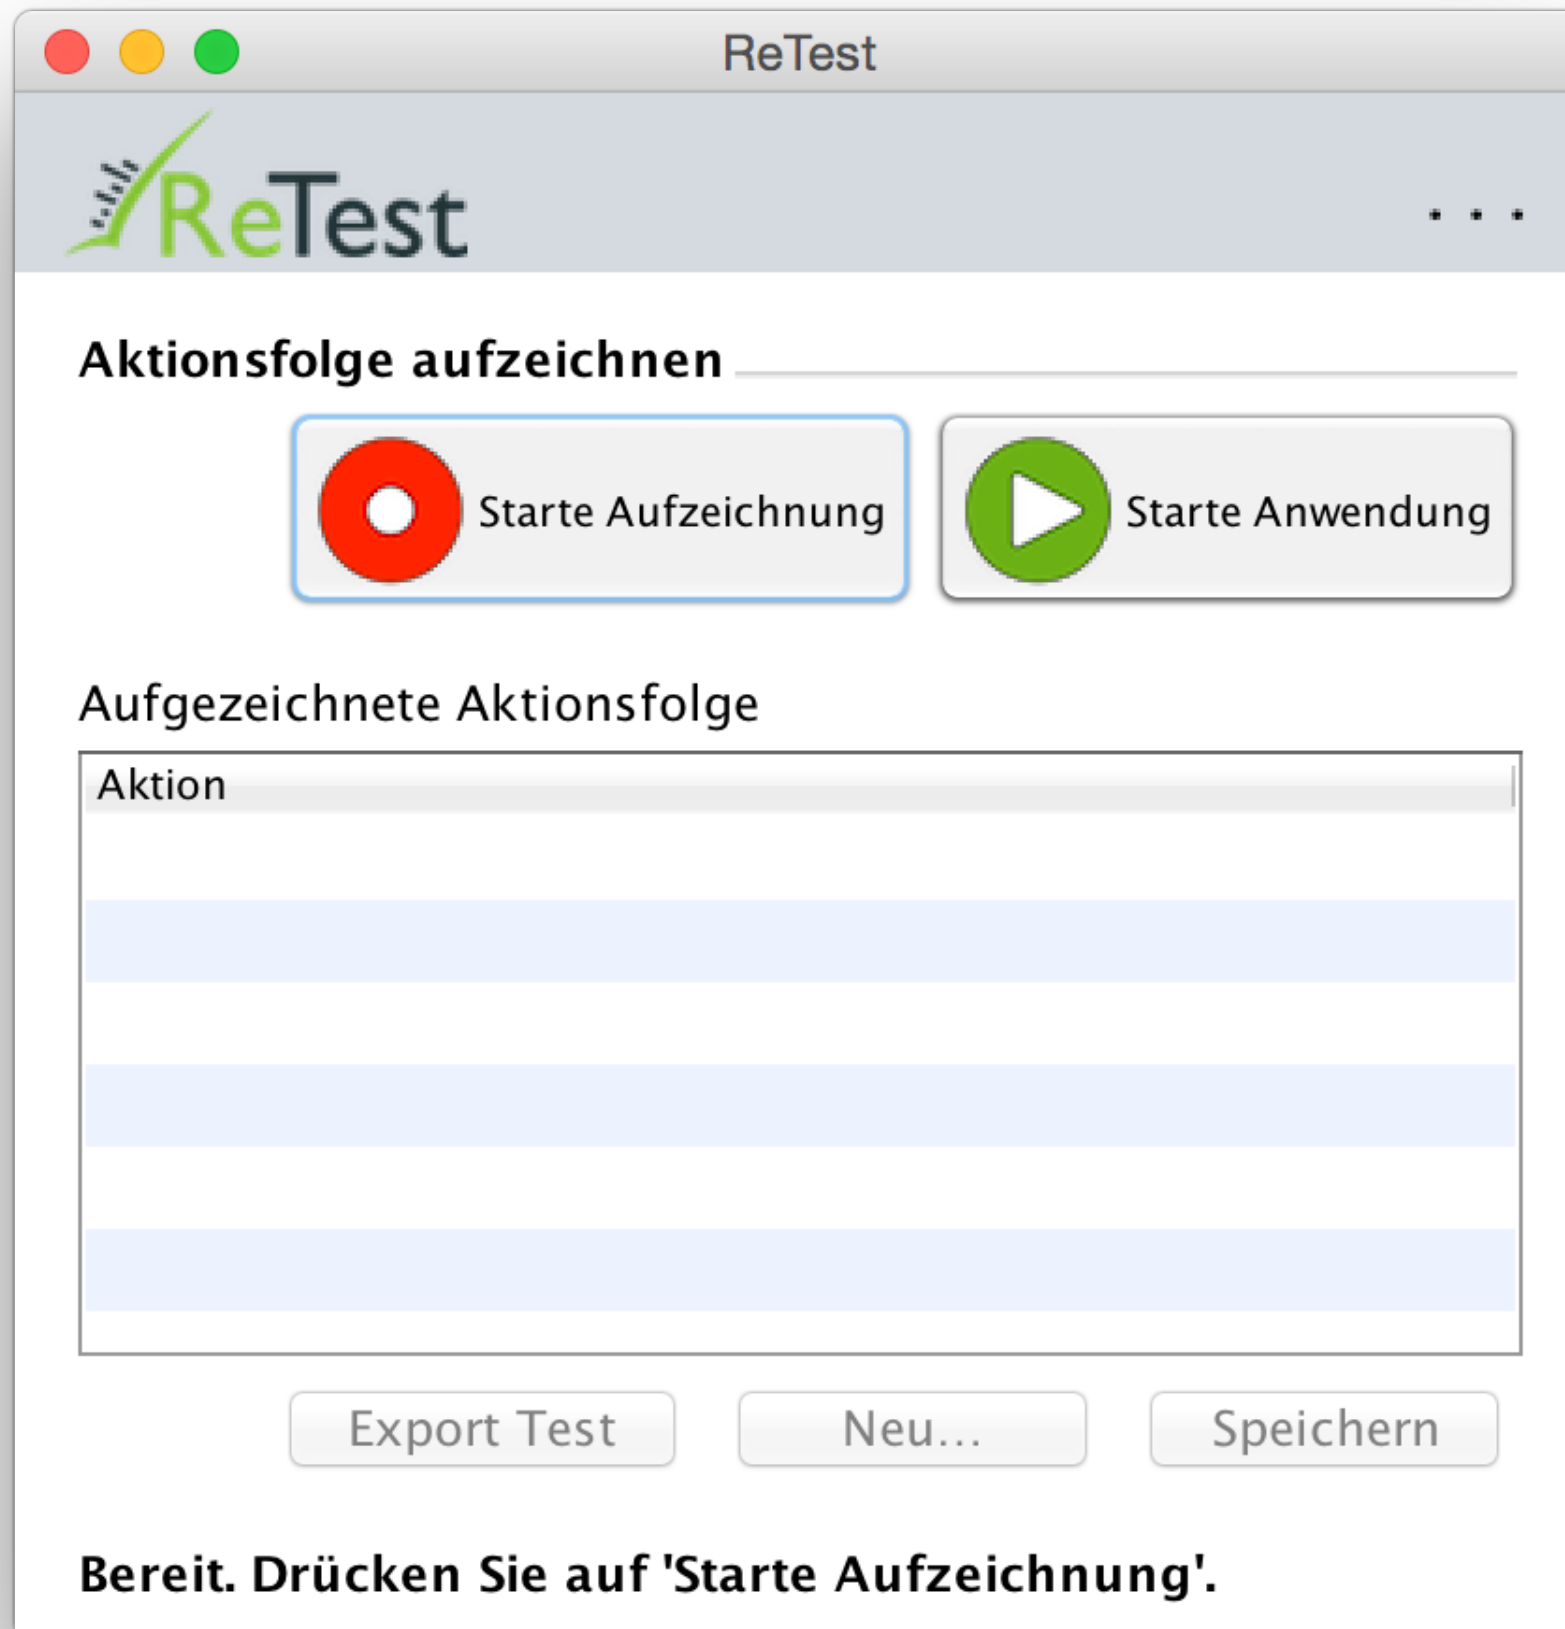 ReTest
ReTest
...
Aktionsfolge aufzeichnen
Starte Aufzeichnung
Starte Anwendung
Aufgezeichnete Aktionsfolge
Aktion
Export Test
Neu...
Speichern
Bereit. Drücken Sie auf 'Starte Aufzeichnung'.